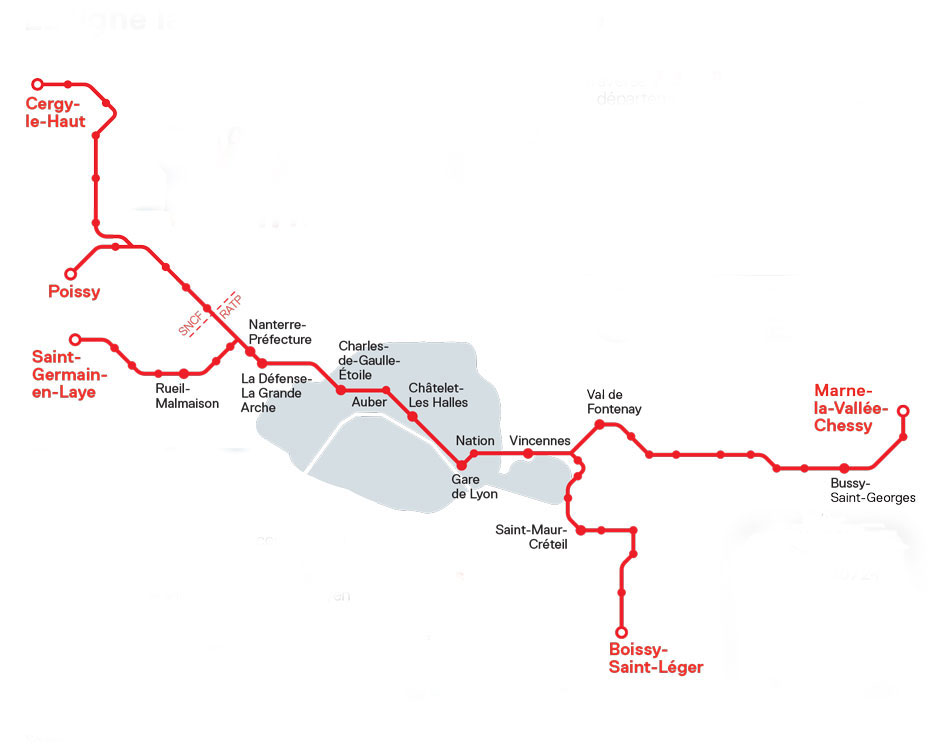 Cergy-
le-Haut
Poissy
SNCF
RATP
Saint-
Germain-
en-Laye
Rueil-
Malmaison
Nanterre-
Préfecture
La Défense-
La Grande
Arche
Charles-
de-Gaulle-
Étoile
Auber
Châtelet-
Les Halles
Nation
Gare
de Lyon
Vincennes
Val de
Fontenay
Marne-
la-Vallée-
Chessy
Bussy-
Saint-Georges
Saint-Maur-
Créteil
Boissy-
Saint-Léger